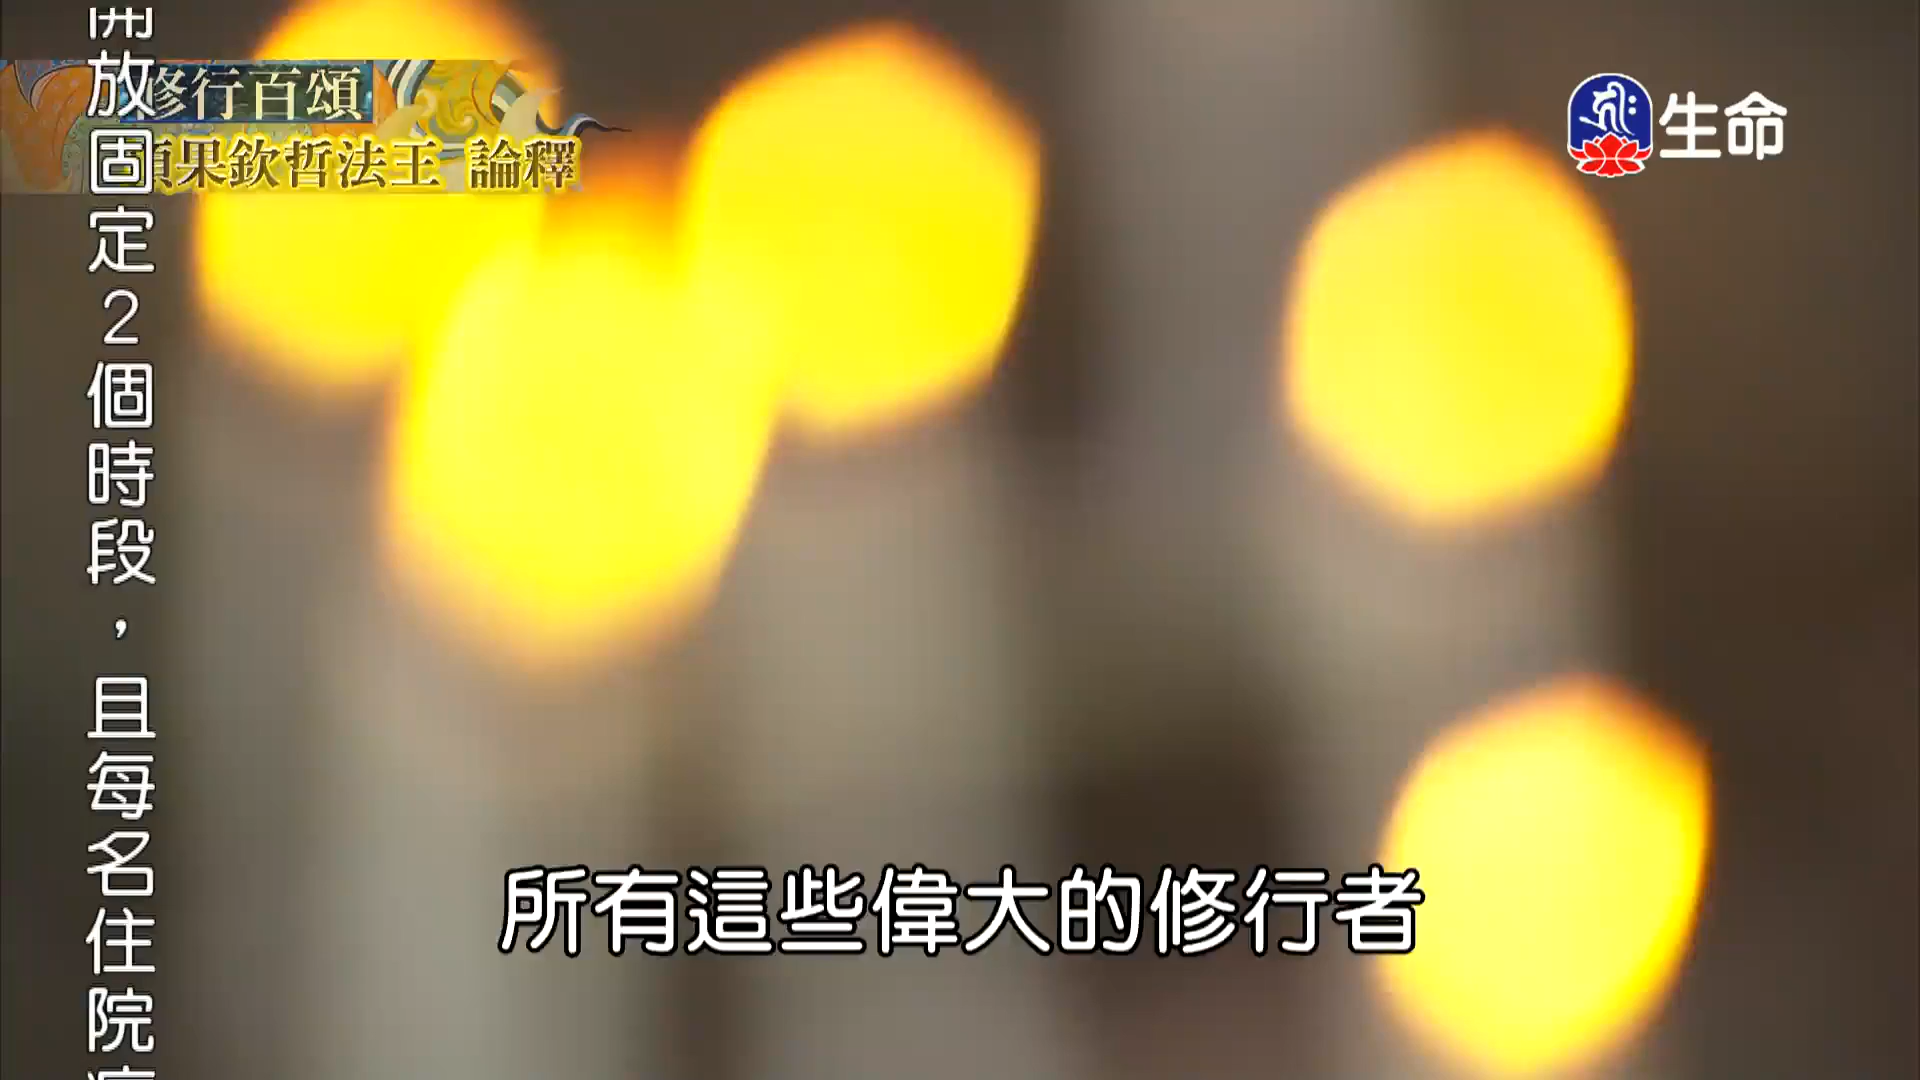 開放固定2個時段，且每名住院
修行百頌
頂果欽哲法王 論釋
生命
所有這些偉大的修行者